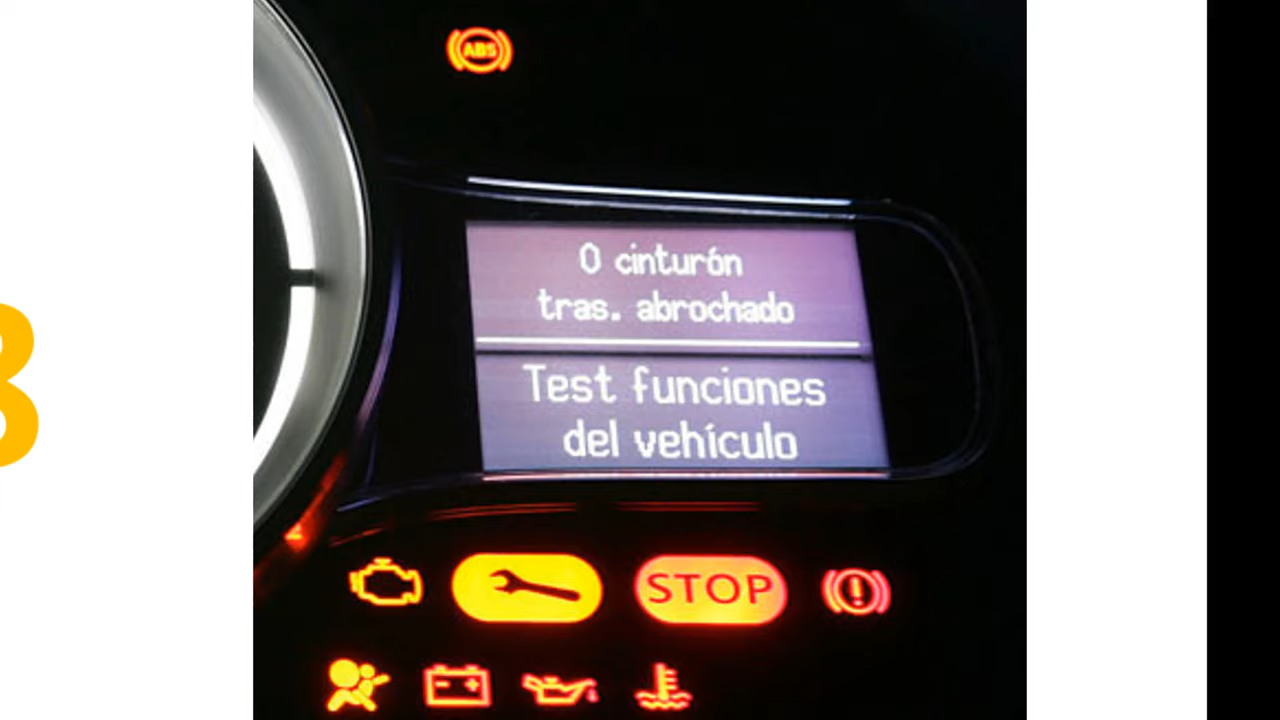 ABS
0 cinturón
tras. abrochado
Test funciones
del vehículo
STOP